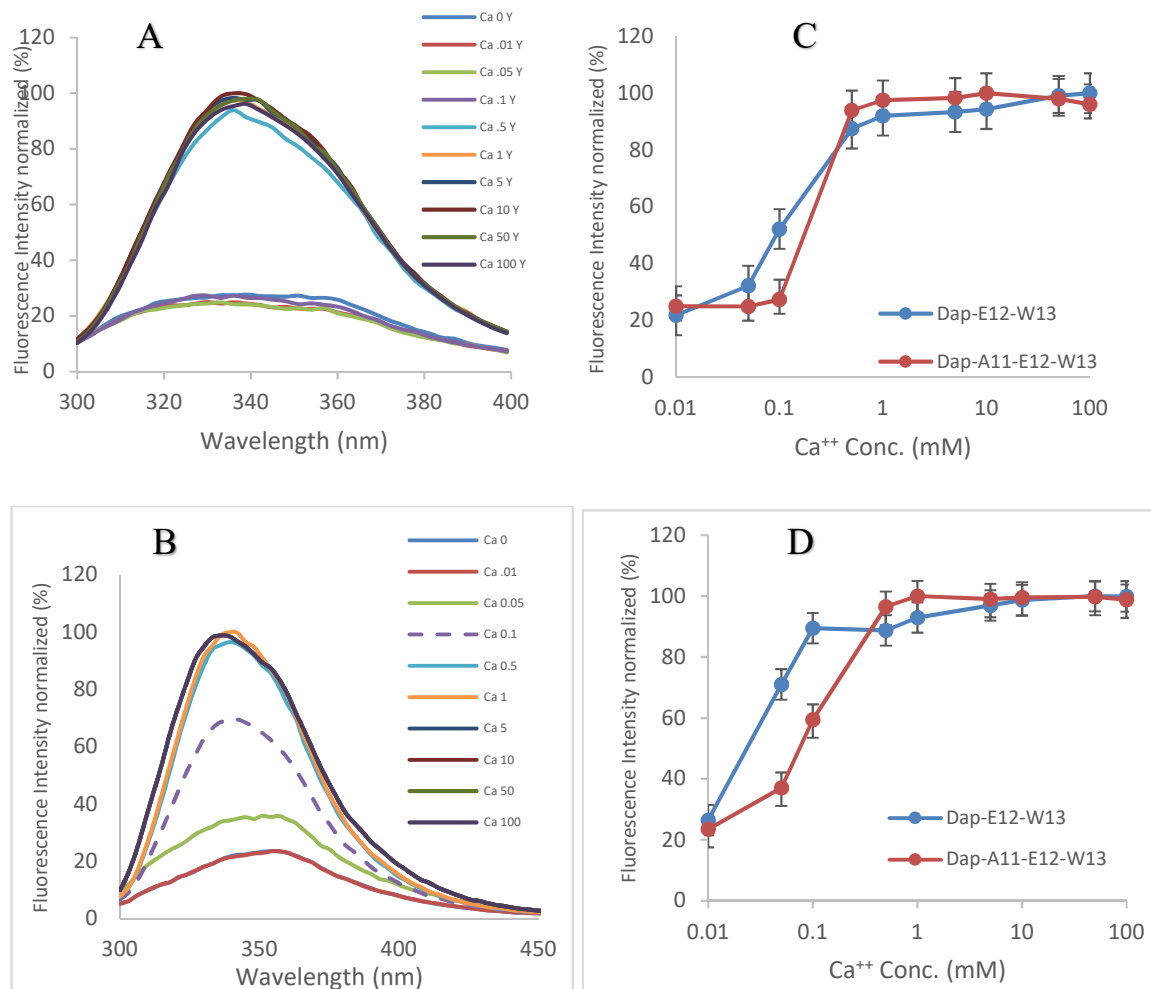 A
Fluorescence Intensity normalized (%)
120
100
80
60
40
20
0
300 320 340 360 380 400
Wavelength (nm)
Ca 0 Y
Ca .01 Y
Ca .05 Y
Ca .1 Y
Ca .5 Y
Ca 1 Y
Ca 5 Y
Ca 10 Y
Ca 50 Y
Ca 100 Y
C
Fluorescence Intensity normalized (%)
120
100
80
60
40
20
0
0.01 0.1 1 10 100
Ca⁺⁺ Conc. (mM)
Dap-E12-W13
Dap-A11-E12-W13
B
Fluorescence Intensity normalized (%)
120
100
80
60
40
20
0
300 350 400 450
Wavelength (nm)
Ca 0
Ca .01
Ca 0.05
Ca 0.1
Ca 0.5
Ca 1
Ca 5
Ca 10
Ca 50
Ca 100
D
Fluorescence Intensity normalized (%)
120
100
80
60
40
20
0
0.01 0.1 1 10 100
Ca⁺⁺ Conc. (mM)
Dap-E12-W13
Dap-A11-E12-W13